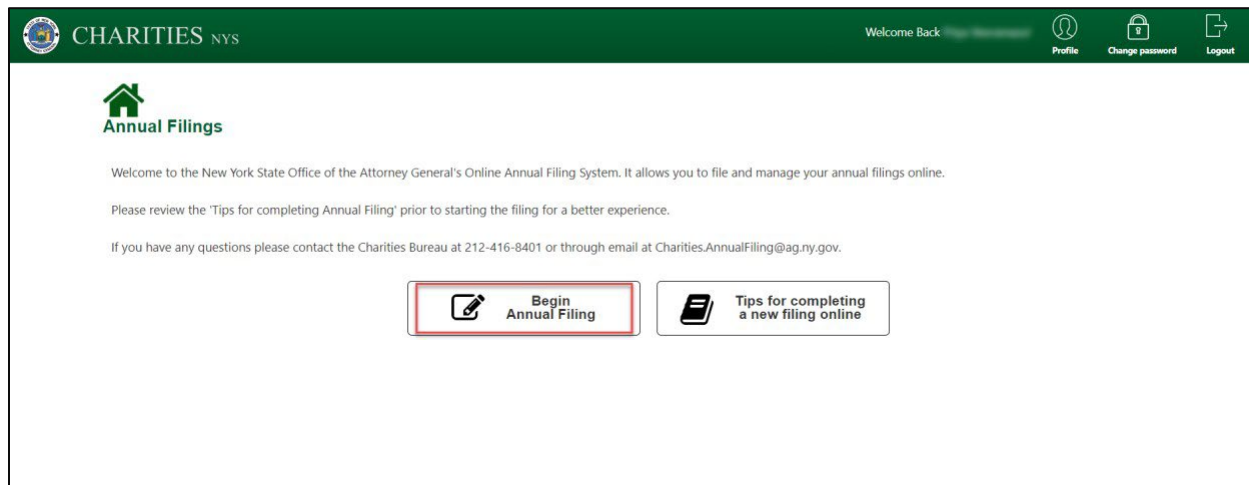 CHARITIES NYS
Welcome Back
Profile
Change password
Logout
Annual Filings
Welcome to the New York State Office of the Attorney General's Online Annual Filing System. It allows you to file and manage your annual filings online.
Please review the 'Tips for completing Annual Filing' prior to starting the filing for a better experience.
If you have any questions please contact the Charities Bureau at 212-416-8401 or through email at Charities.AnnualFiling@ag.ny.gov.
Begin
Annual Filing
Tips for completing
a new filing online